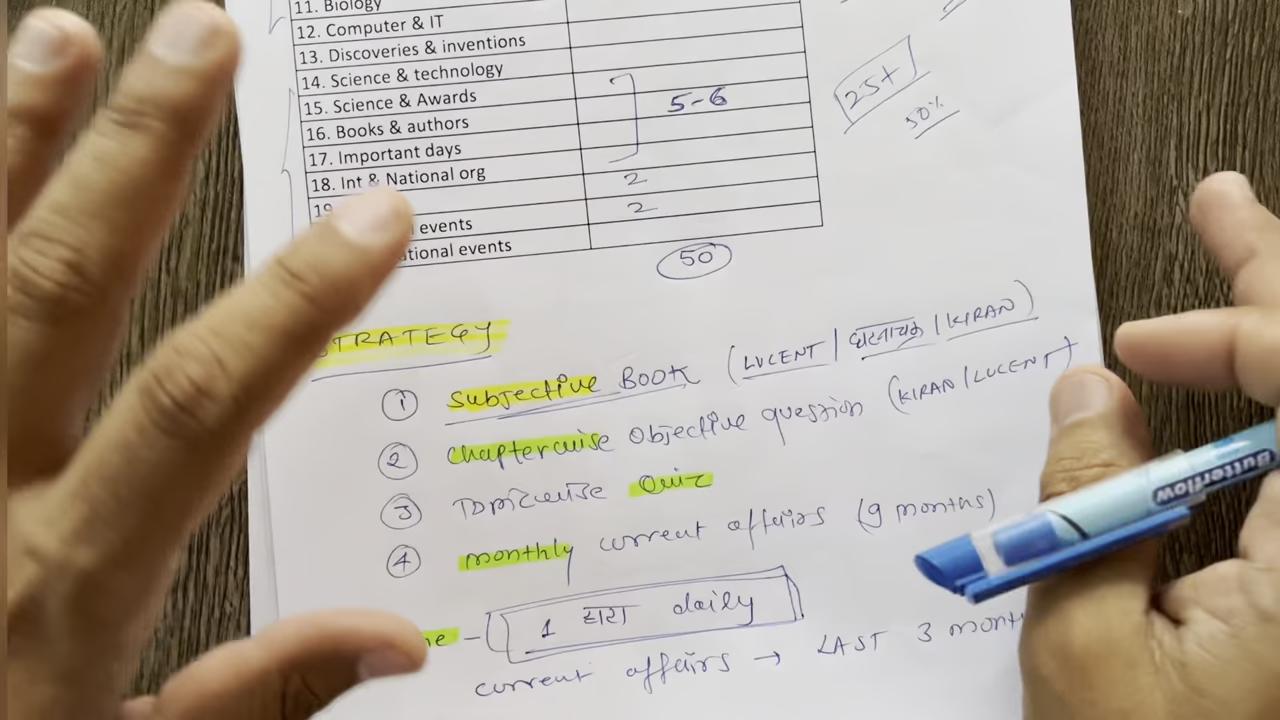 11. Biology
12. Computer & IT
13. Discoveries & inventions
14. Science & technology
15. Science & Awards
16. Books & authors
17. Important days
18. Int & National org
19
events
ational events
5-6
2
2
50
25+
50%
STRATEGY
1 Subjective BOOK (LUCENT / / KIRAN)
2 Chapterwise Objective question (KIRAN / LUCENT)
3 Topicwise Quiz
4 monthly current affairs (9 months)
ne - 1 घंटा daily
current affairs → LAST 3 mont
Butterflow